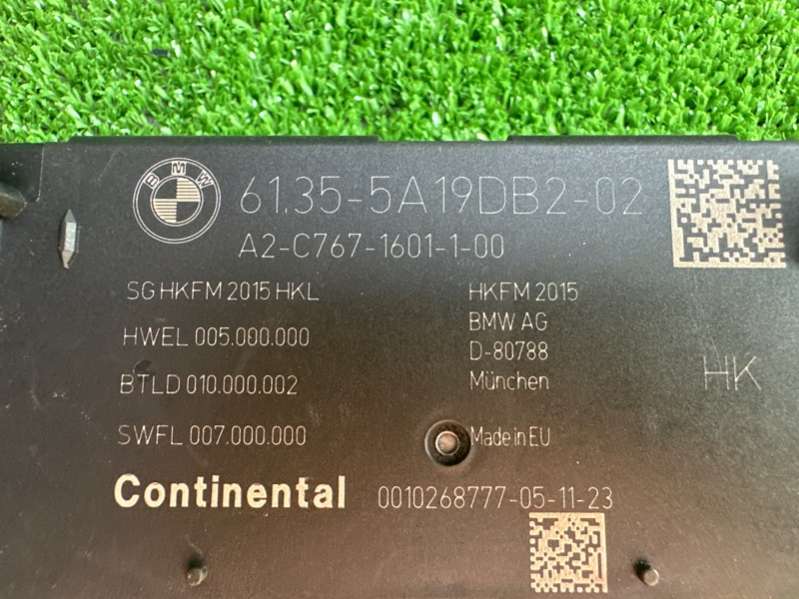 BMW 61.35-5A19DB2-02
A2-C767-1601-1-00
SG HKFM 2015 HKL
HKFM 2015
HWEL 005.000.000
BMW AG
D-80788
BTLD 010.000.002
München
HK
SWFL 007.000.000
Made in EU
Continental 0010268777-05-11-23